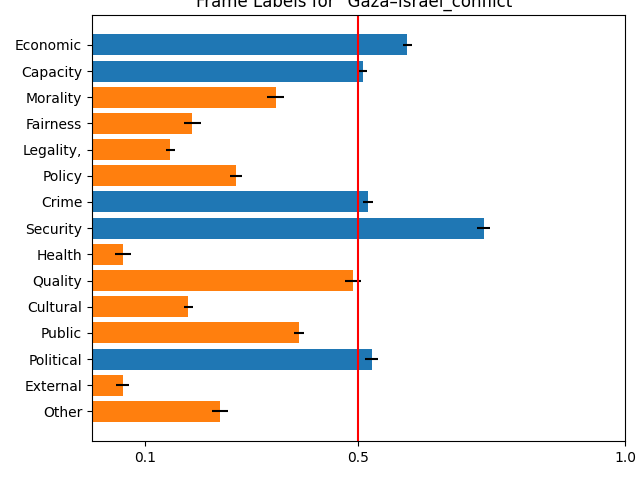 Frame Labels for "Gaza–Israel_conflict"
Economic
Capacity
Morality
Fairness
Legality,
Policy
Crime
Security
Health
Quality
Cultural
Public
Political
External
Other
0.1 0.5 1.0